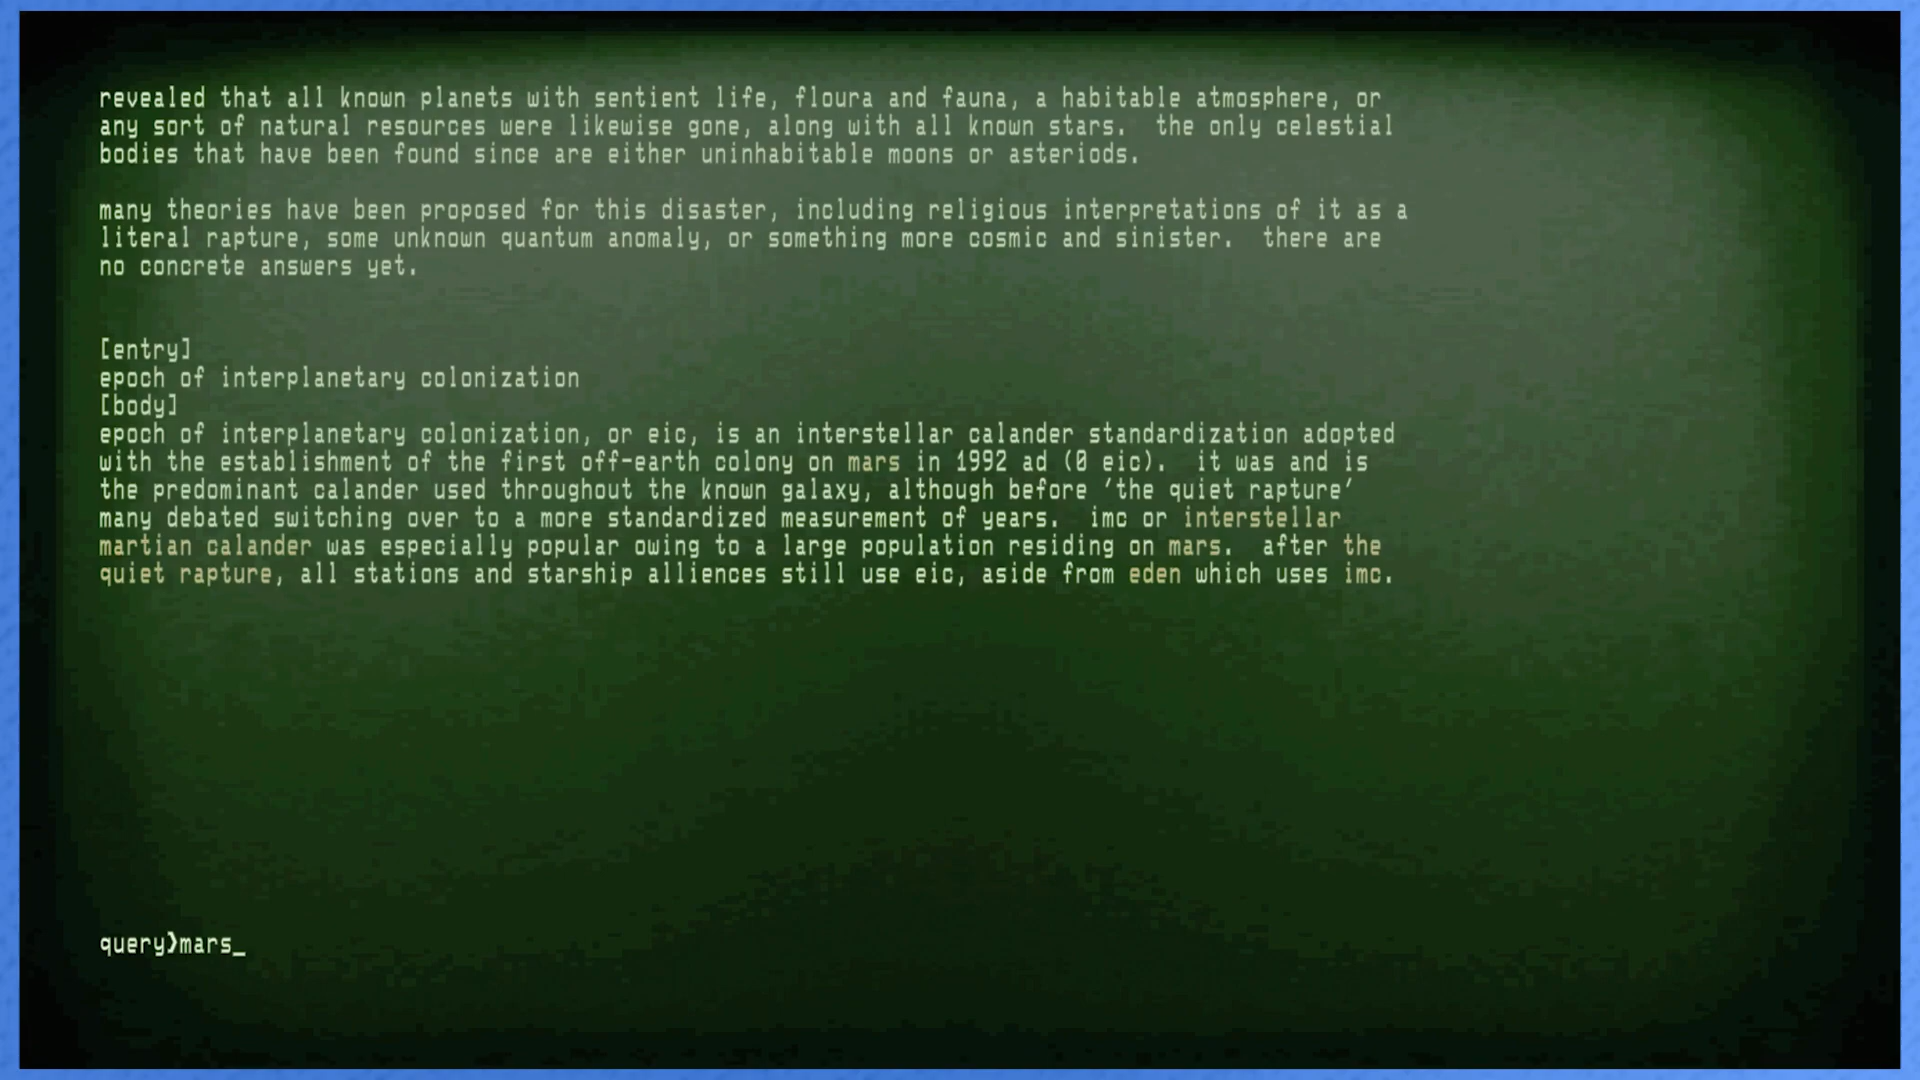 revealed that all known planets with sentient life, floura and fauna, a habitable atmosphere, or
any sort of natural resources were likewise gone, along with all known stars.  the only celestial
bodies that have been found since are either uninhabitable moons or asteriods.
many theories have been proposed for this disaster, including religious interpretations of it as a
literal rapture, some unknown quantum anomaly, or something more cosmic and sinister.  there are
no concrete answers yet.
[entry]
epoch of interplanetary colonization
[body]
epoch of interplanetary colonization, or eic, is an interstellar calander standardization adopted
with the establishment of the first off-earth colony on mars in 1992 ad (0 eic).  it was and is
the predominant calander used throughout the known galaxy, although before 'the quiet rapture'
many debated switching over to a more standardized measurement of years.  imc or interstellar
martian calander was especially popular owing to a large population residing on mars.  after the
quiet rapture, all stations and starship alliences still use eic, aside from eden which uses imc.
query>mars_